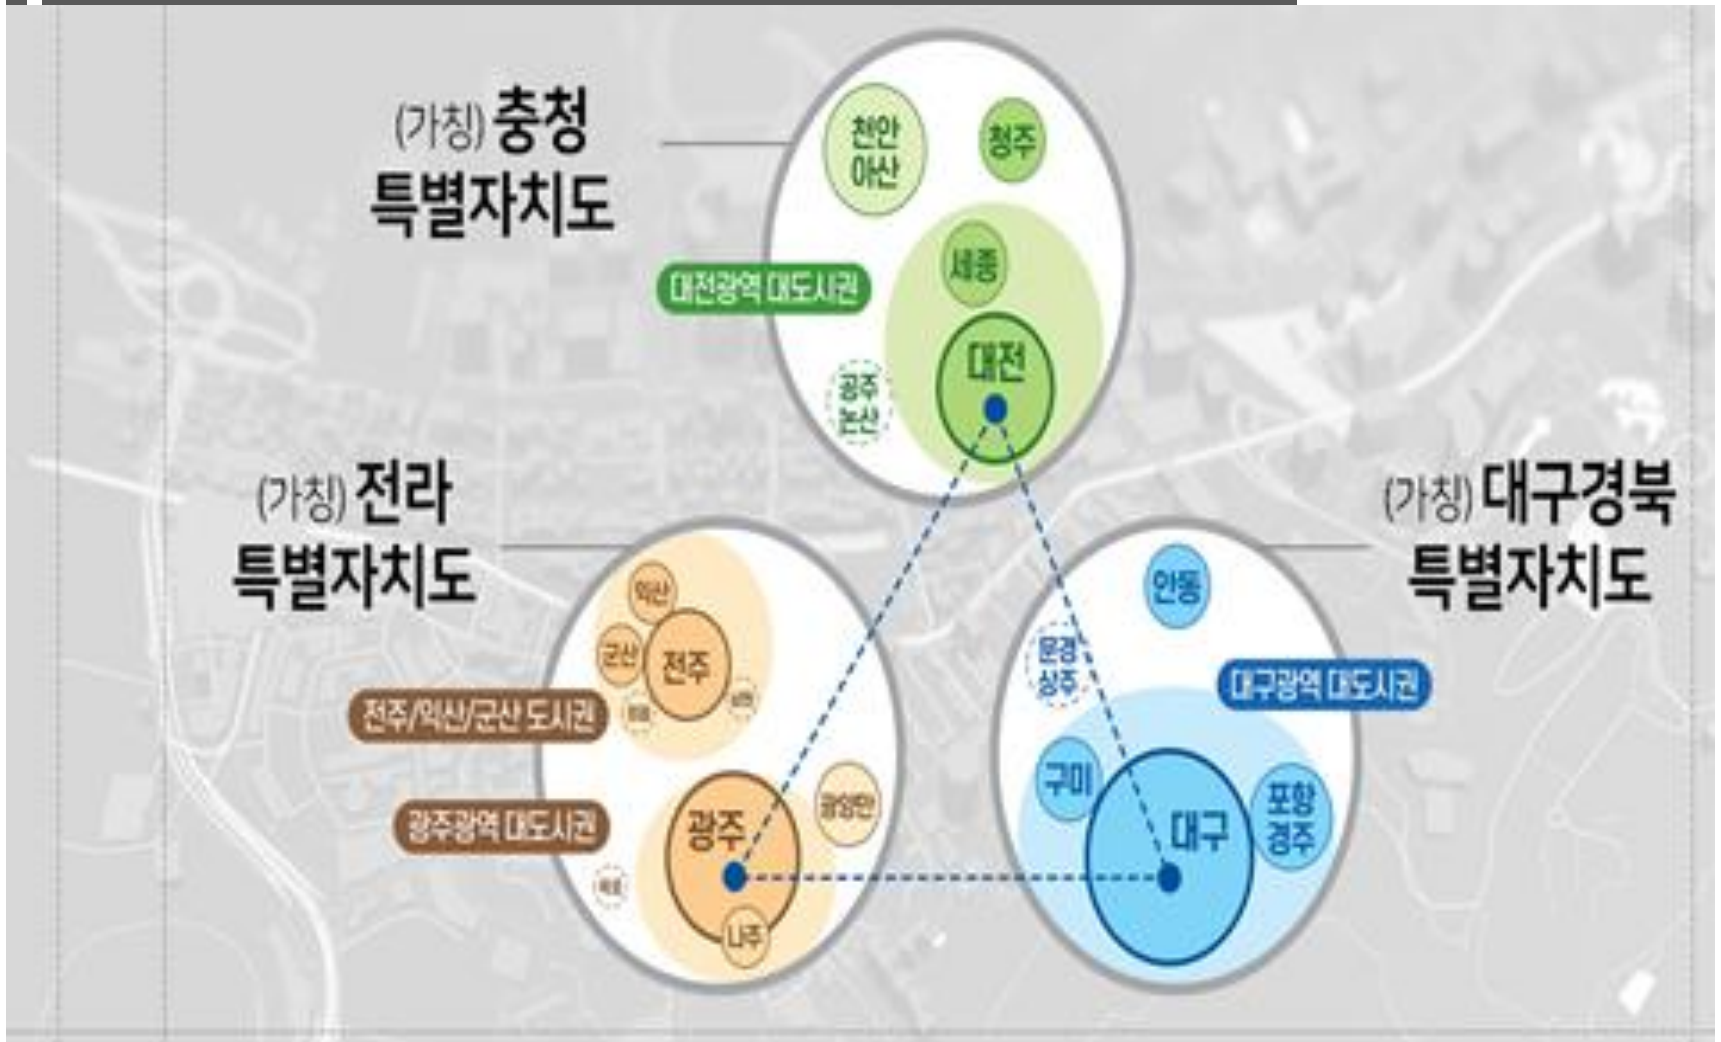 (가칭) 충청
특별자치도
천안
아산
청주
세종
대전광역 대도시권
대전
공주
논산
(가칭) 전라
특별자치도
익산
군산
전주
전주/익산/군산 도시권
광주광역 대도시권
광주
광양만
나주
(가칭) 대구경북
특별자치도
안동
문경
상주
대구광역 대도시권
구미
대구
포항
경주